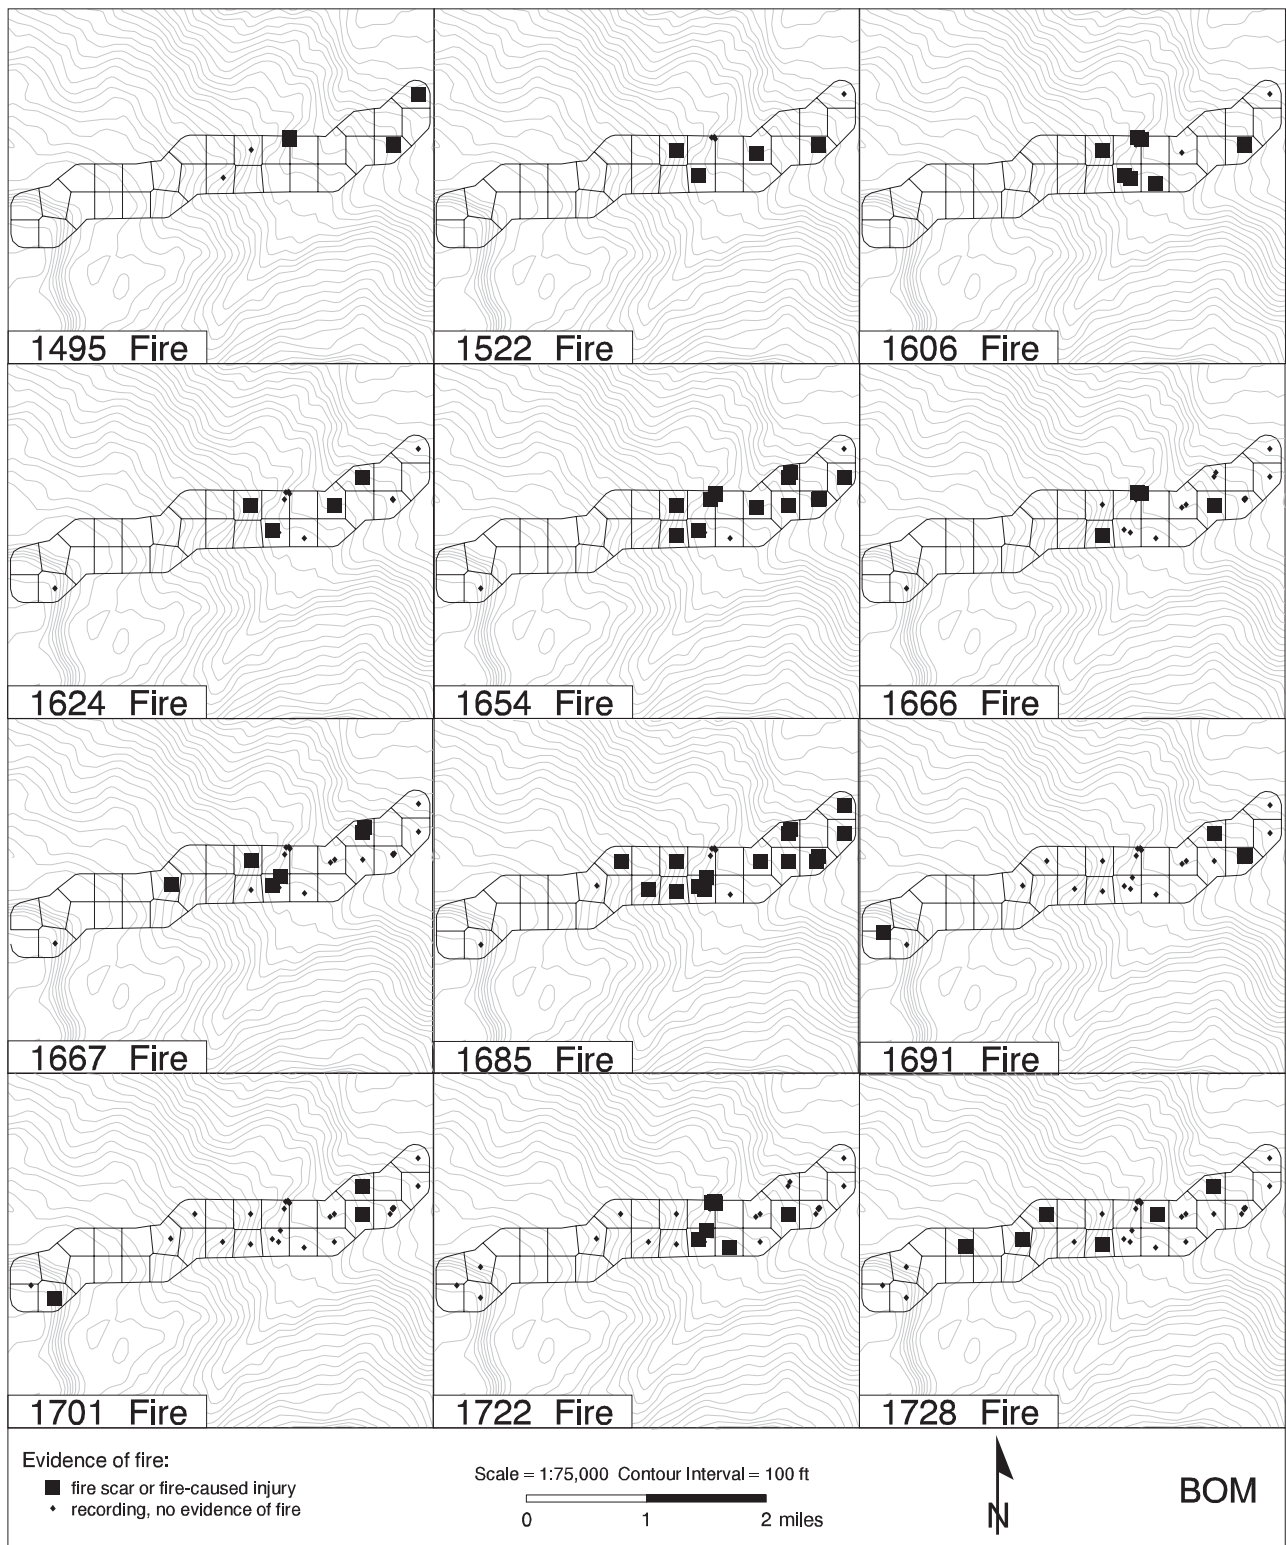 1495 Fire
1522 Fire
1606 Fire
1624 Fire
1654 Fire
1666 Fire
1667 Fire
1685 Fire
1691 Fire
1701 Fire
1722 Fire
1728 Fire
Evidence of fire:
fire scar or fire-caused injury
recording, no evidence of fire
Scale = 1:75,000 Contour Interval = 100 ft
0 1 2 miles
N
BOM